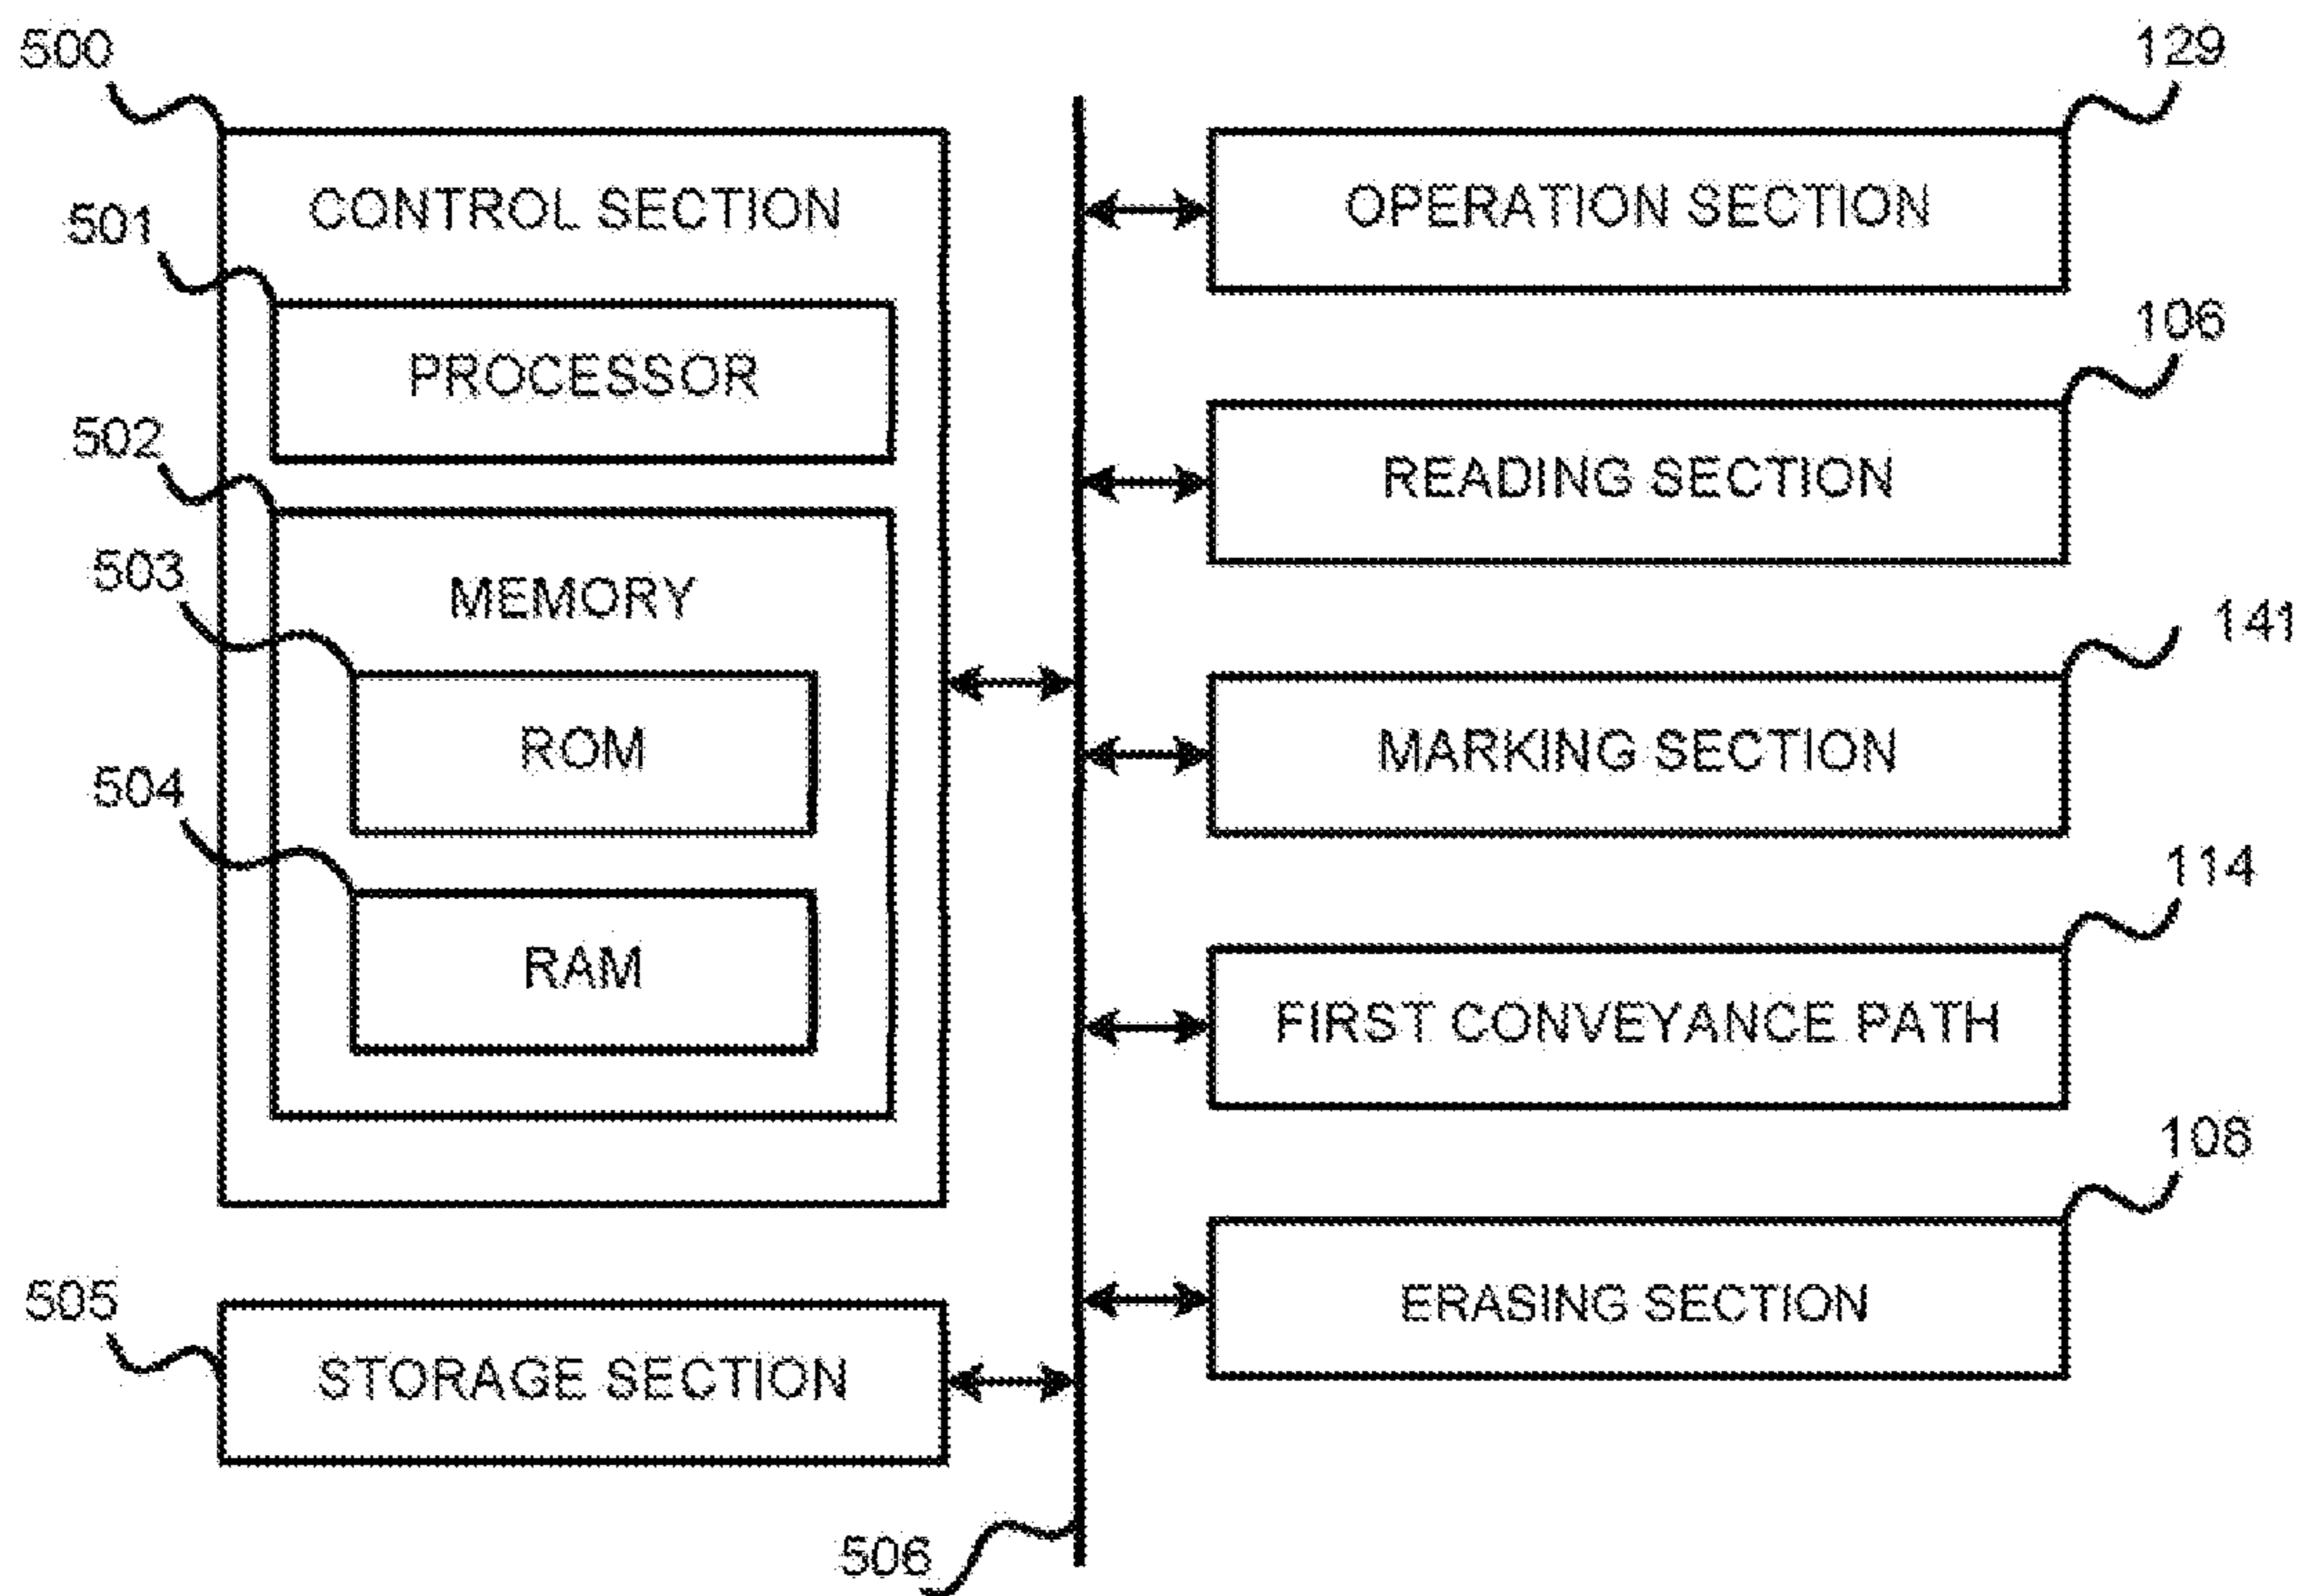 500
CONTROL SECTION
501
PROCESSOR
502
MEMORY
503
ROM
504
RAM
505
STORAGE SECTION
506
129
OPERATION SECTION
106
READING SECTION
141
MARKING SECTION
114
FIRST CONVEYANCE PATH
108
ERASING SECTION